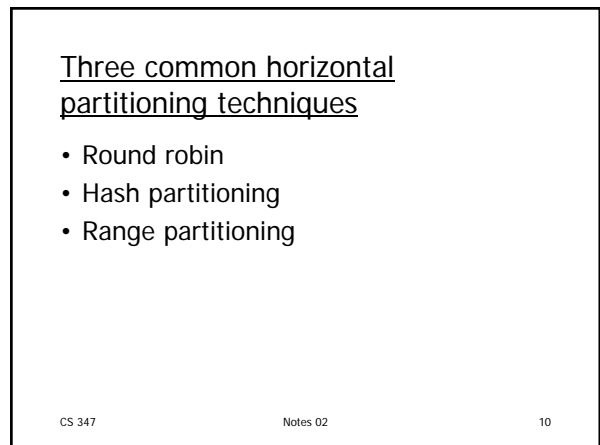 Three common horizontal
partitioning techniques
• Round robin
• Hash partitioning
• Range partitioning
CS 347 Notes 02 10